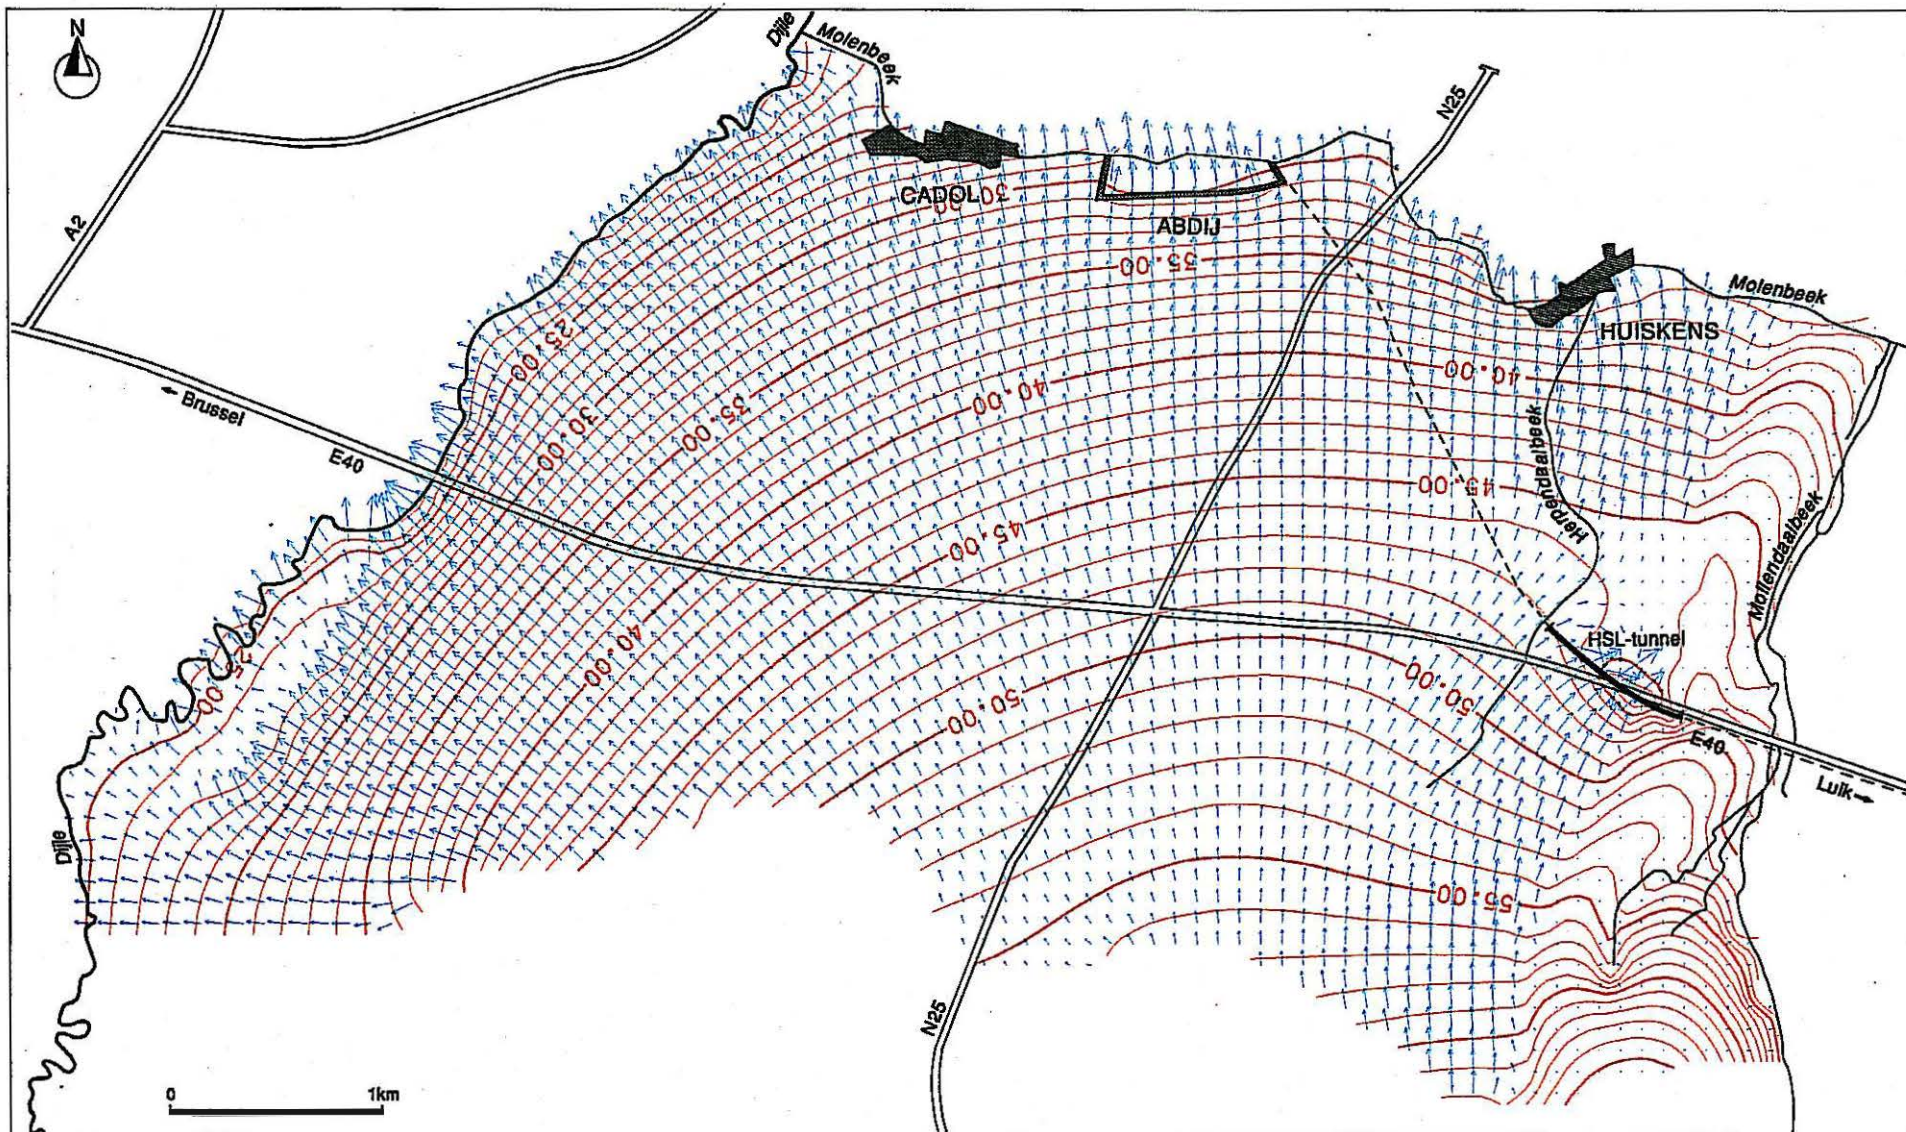 N
Dijle
Molenbeek
N25
A2
CADOL
30.00
ABDIJ
35.00
Molenbeek
HUISKENS
25.00
← Brussel
E40
30.00
35.00
40.00
40.00
Herpendaalbeek
45.00
45.00
Mollendaalbeek
40.00
HSL-tunnel
25.00
50.00
50.00
E40
Luik →
Dijle
55.00
N25
0 1km